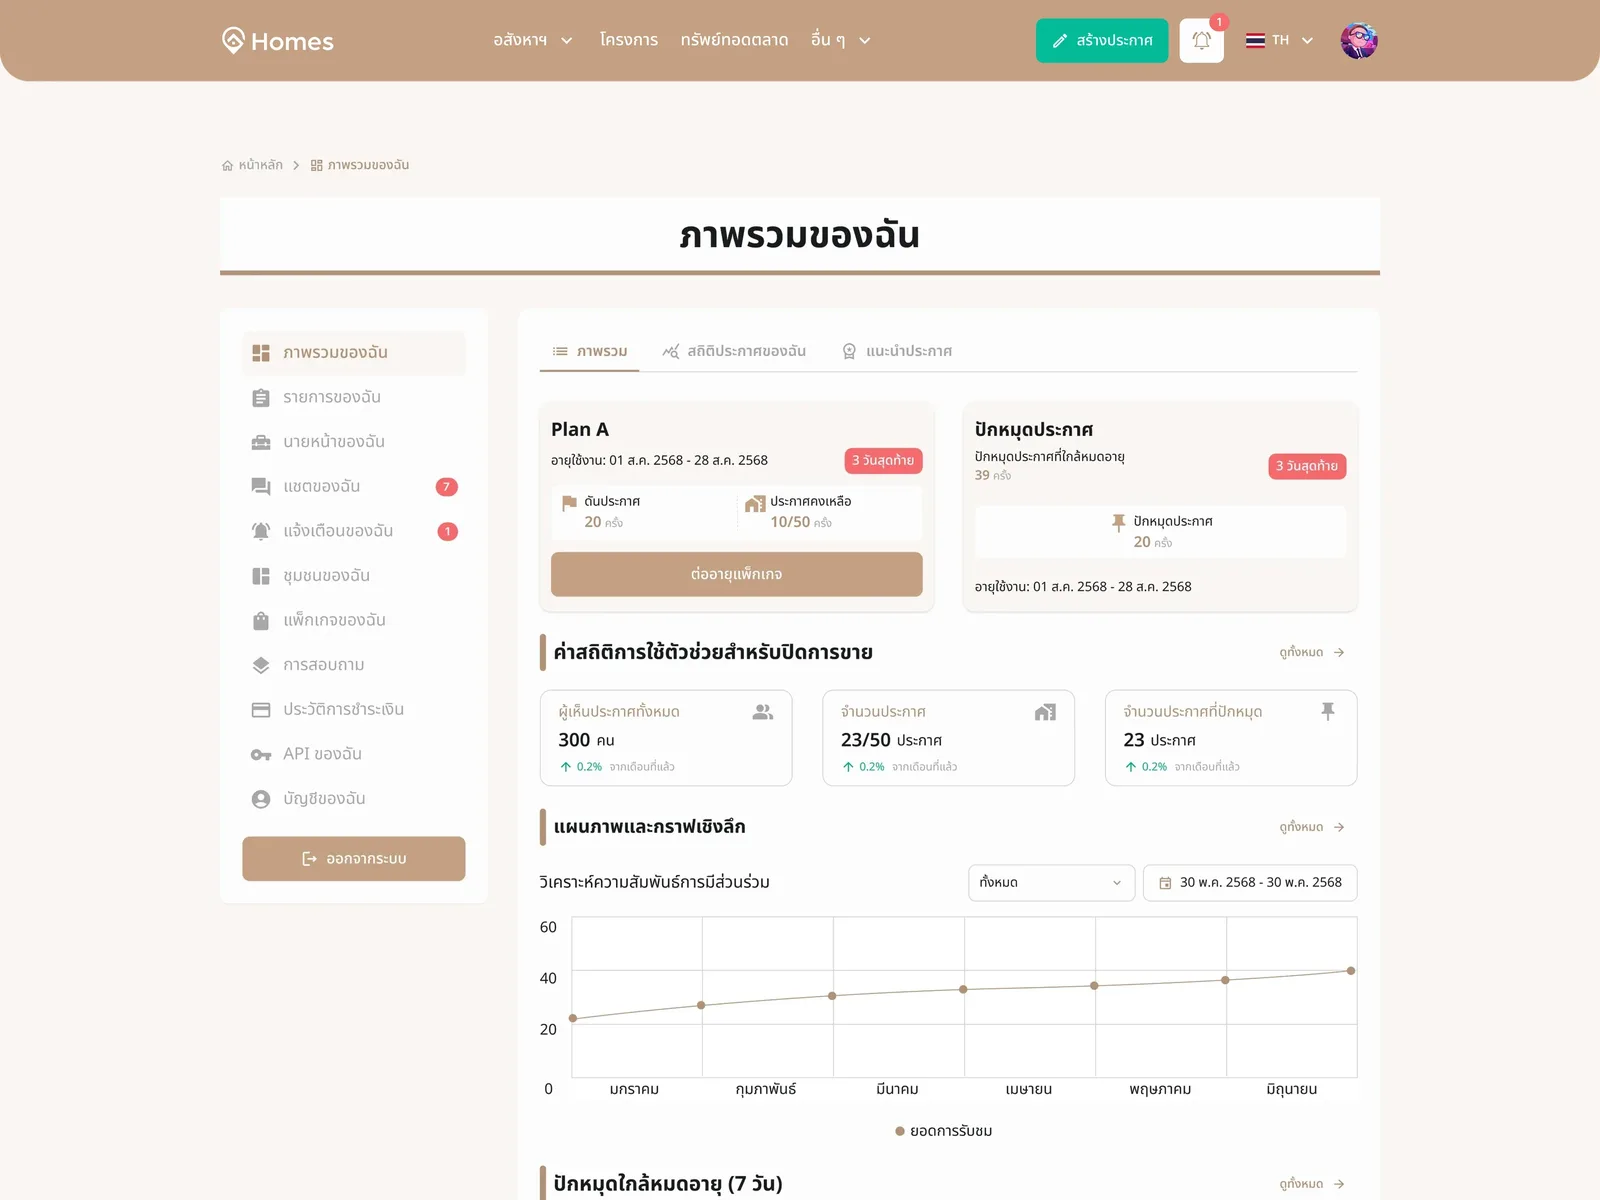 Homes
อสังหาฯ
โครงการ
ทรัพย์ทอดตลาด
อื่น ๆ
สร้างประกาศ
1
TH
หน้าหลัก
ภาพรวมของฉัน
ภาพรวมของฉัน
ภาพรวมของฉัน
รายการของฉัน
นายหน้าของฉัน
แชตของฉัน
7
แจ้งเตือนของฉัน
1
ชุมชนของฉัน
แพ็กเกจของฉัน
การสอบถาม
ประวัติการชำระเงิน
API ของฉัน
บัญชีของฉัน
ออกจากระบบ
ภาพรวม
สถิติประกาศของฉัน
แนะนำประกาศ
Plan A
อายุใช้งาน: 01 ส.ค. 2568 - 28 ส.ค. 2568
3 วันสุดท้าย
ดันประกาศ
20 ครั้ง
ประกาศคงเหลือ
10/50 ครั้ง
ต่ออายุแพ็กเกจ
ปักหมุดประกาศ
ปักหมุดประกาศที่ใกล้หมดอายุ
39 ครั้ง
3 วันสุดท้าย
ปักหมุดประกาศ
20 ครั้ง
อายุใช้งาน: 01 ส.ค. 2568 - 28 ส.ค. 2568
ค่าสถิติการใช้ตัวช่วยสำหรับปิดการขาย
ดูทั้งหมด
ผู้เห็นประกาศทั้งหมด
300 คน
0.2% จากเดือนที่แล้ว
จำนวนประกาศ
23/50 ประกาศ
0.2% จากเดือนที่แล้ว
จำนวนประกาศที่ปักหมุด
23 ประกาศ
0.2% จากเดือนที่แล้ว
แผนภาพและกราฟเชิงลึก
ดูทั้งหมด
วิเคราะห์ความสัมพันธ์การมีส่วนร่วม
ทั้งหมด
30 พ.ค. 2568 - 30 พ.ค. 2568
60
40
20
0
มกราคม
กุมภาพันธ์
มีนาคม
เมษายน
พฤษภาคม
มิถุนายน
ยอดการรับชม
ปักหมุดใกล้หมดอายุ (7 วัน)
ดูทั้งหมด